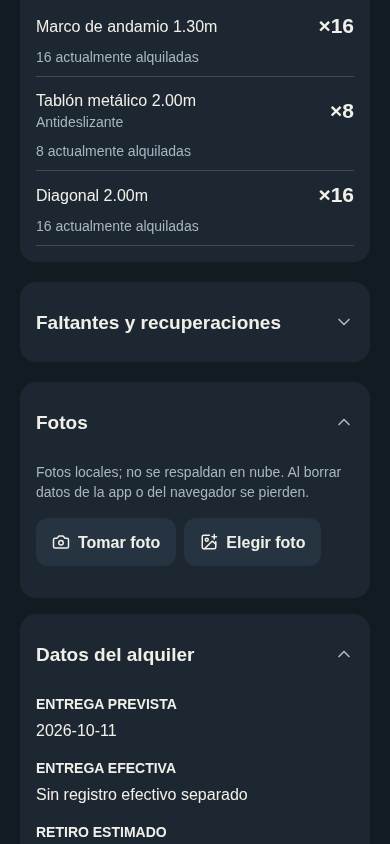 Marco de andamio 1.30m
×16
16 actualmente alquiladas
Tablón metálico 2.00m
Antideslizante
×8
8 actualmente alquiladas
Diagonal 2.00m
×16
16 actualmente alquiladas
Faltantes y recuperaciones
Fotos
Fotos locales; no se respaldan en nube. Al borrar
datos de la app o del navegador se pierden.
Tomar foto
Elegir foto
Datos del alquiler
ENTREGA PREVISTA
2026-10-11
ENTREGA EFECTIVA
Sin registro efectivo separado
RETIRO ESTIMADO